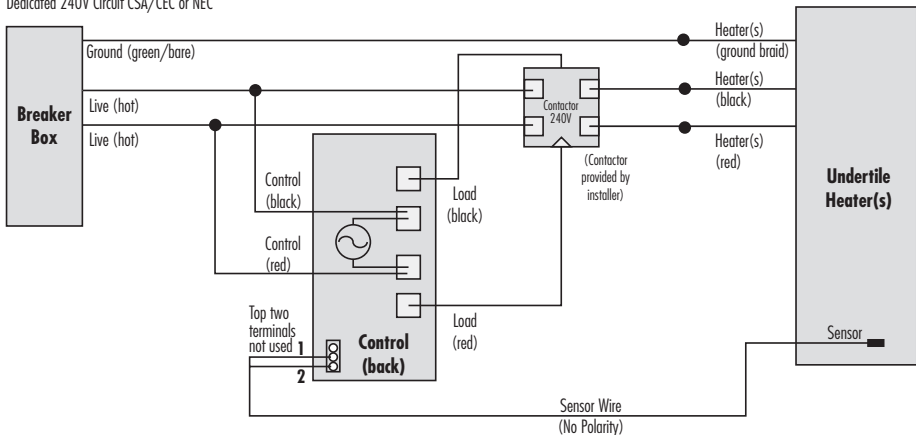 Dedicated 240V Circuit CSA/CEC or NEC
Ground (green/bare)
Heater(s)
(ground braid)
Breaker
Box
Live (hot)
Live (hot)
Contactor
240V
Heater(s)
(black)
Heater(s)
(red)
(Contactor
provided by
installer)
Undertile
Heater(s)
Control
(black)
Load
(black)
Control
(red)
Load
(red)
Top two
terminals
not used
1
2
Control
(back)
Sensor
Sensor Wire
(No Polarity)